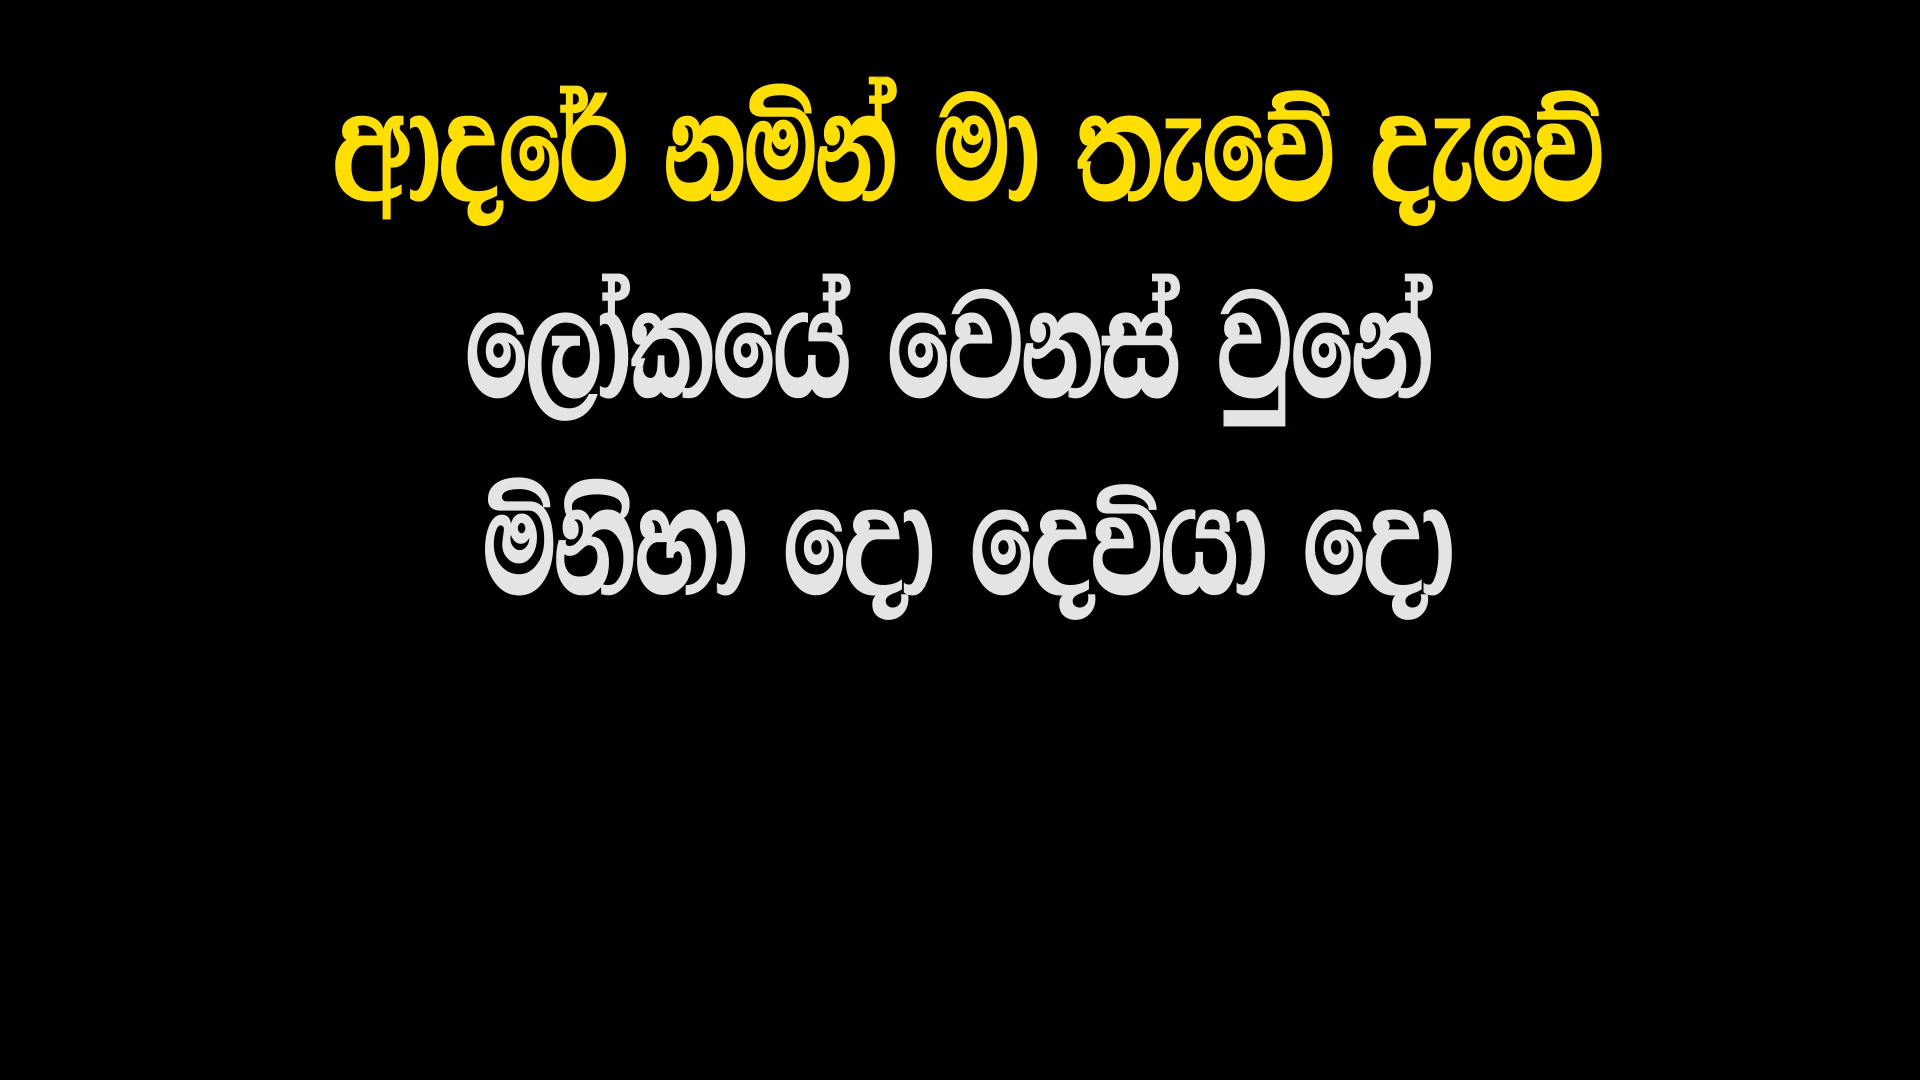 ආදරේ නමින් මා තැවේ දැවේ
ලෝකයේ වෙනස් වුනේ
මිනිහා දො දෙවියා දො